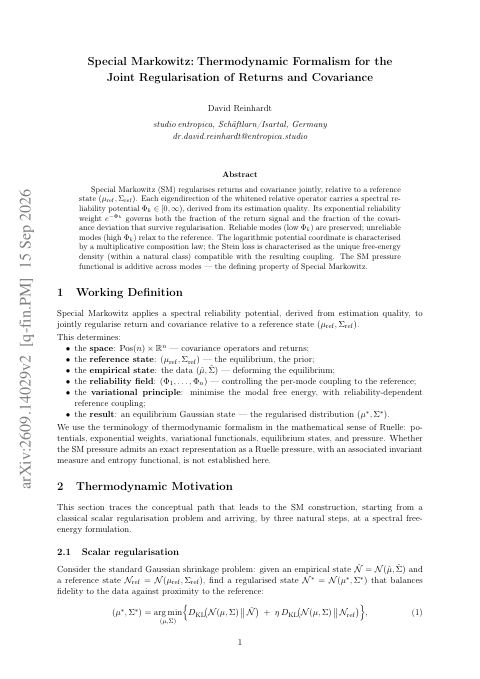 Special Markowitz: Thermodynamic Formalism for the
Joint Regularisation of Returns and Covariance
David Reinhardt
studio entropica, Schäftlarn/Isartal, Germany
dr.david.reinhardt@entropica.studio
Abstract
Special Markowitz (SM) regularises returns and covariance jointly, relative to a reference
state (μ_ref, Σ_ref). Each eigendirection of the whitened relative operator carries a spectral re-
liability potential Φ_k ∈ [0, ∞), derived from its estimation quality. Its exponential reliability
weight e^{−Φ_k} governs both the fraction of the return signal and the fraction of the covari-
ance deviation that survive regularisation. Reliable modes (low Φ_k) are preserved; unreliable
modes (high Φ_k) relax to the reference. The logarithmic potential coordinate is characterised
by a multiplicative composition law; the Stein loss is characterised as the unique free-energy
density (within a natural class) compatible with the resulting coupling. The SM pressure
functional is additive across modes — the defining property of Special Markowitz.
1 Working Definition
Special Markowitz applies a spectral reliability potential, derived from estimation quality, to
jointly regularise return and covariance relative to a reference state (μ_ref, Σ_ref).
This determines:
• the space: Pos(n) × ℝⁿ — covariance operators and returns;
• the reference state: (μ_ref, Σ_ref) — the equilibrium, the prior;
• the empirical state: the data (μ̂, Σ̂) — deforming the equilibrium;
• the reliability field: (Φ₁, . . . , Φₙ) — controlling the per-mode coupling to the reference;
• the variational principle: minimise the modal free energy, with reliability-dependent
reference coupling;
• the result: an equilibrium Gaussian state — the regularised distribution (μ*, Σ*).
We use the terminology of thermodynamic formalism in the mathematical sense of Ruelle: po-
tentials, exponential weights, variational functionals, equilibrium states, and pressure. Whether
the SM pressure admits an exact representation as a Ruelle pressure, with an associated invariant
measure and entropy functional, is not established here.
2 Thermodynamic Motivation
This section traces the conceptual path that leads to the SM construction, starting from a
classical scalar regularisation problem and arriving, by three natural steps, at a spectral free-
energy formulation.
2.1 Scalar regularisation
Consider the standard Gaussian shrinkage problem: given an empirical state 𝒩̂ = 𝒩(μ̂, Σ̂) and
a reference state 𝒩_ref = 𝒩(μ_ref, Σ_ref), find a regularised state 𝒩* = 𝒩(μ*, Σ*) that balances
fidelity to the data against proximity to the reference:
(μ*, Σ*) = arg min_{(μ,Σ)} { D_KL(𝒩(μ, Σ) ‖ 𝒩̂) + η D_KL(𝒩(μ, Σ) ‖ 𝒩_ref) }. (1)
1
arXiv:2609.14029v2 [q-fin.PM] 15 Sep 2026